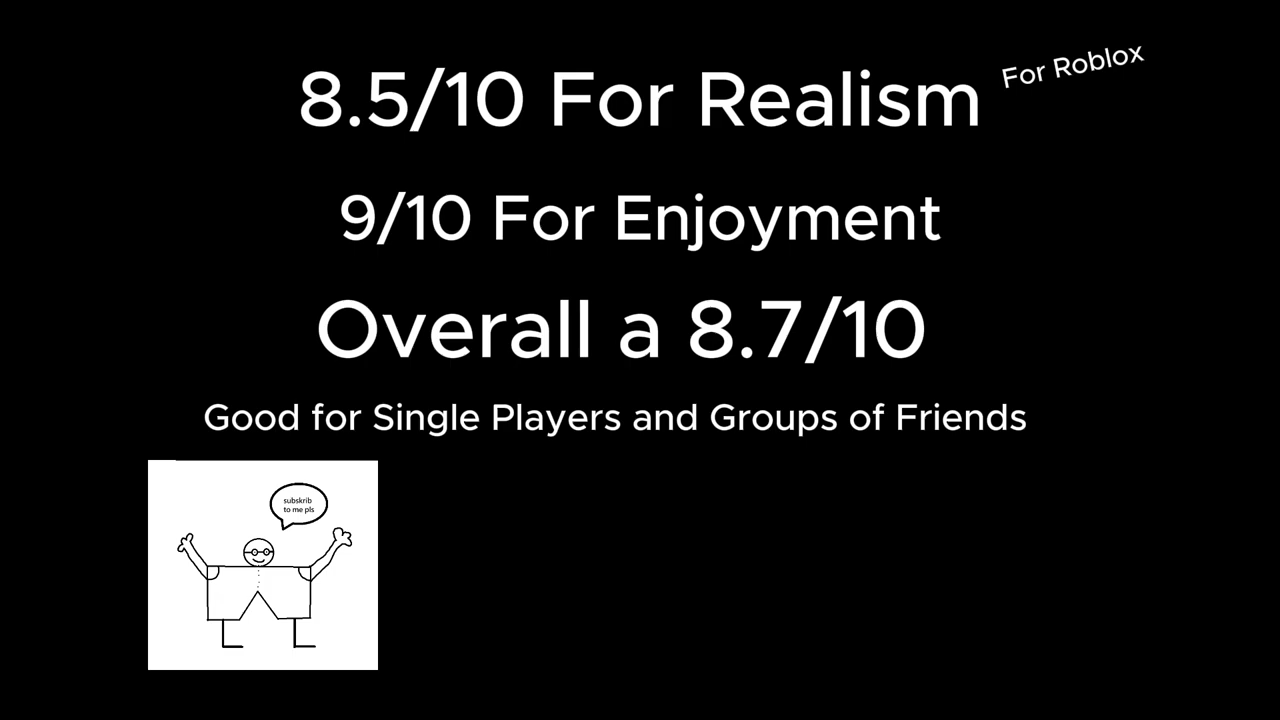 8.5/10 For Realism
For Roblox
9/10 For Enjoyment
Overall a 8.7/10
Good for Single Players and Groups of Friends
subskrib
to me pls